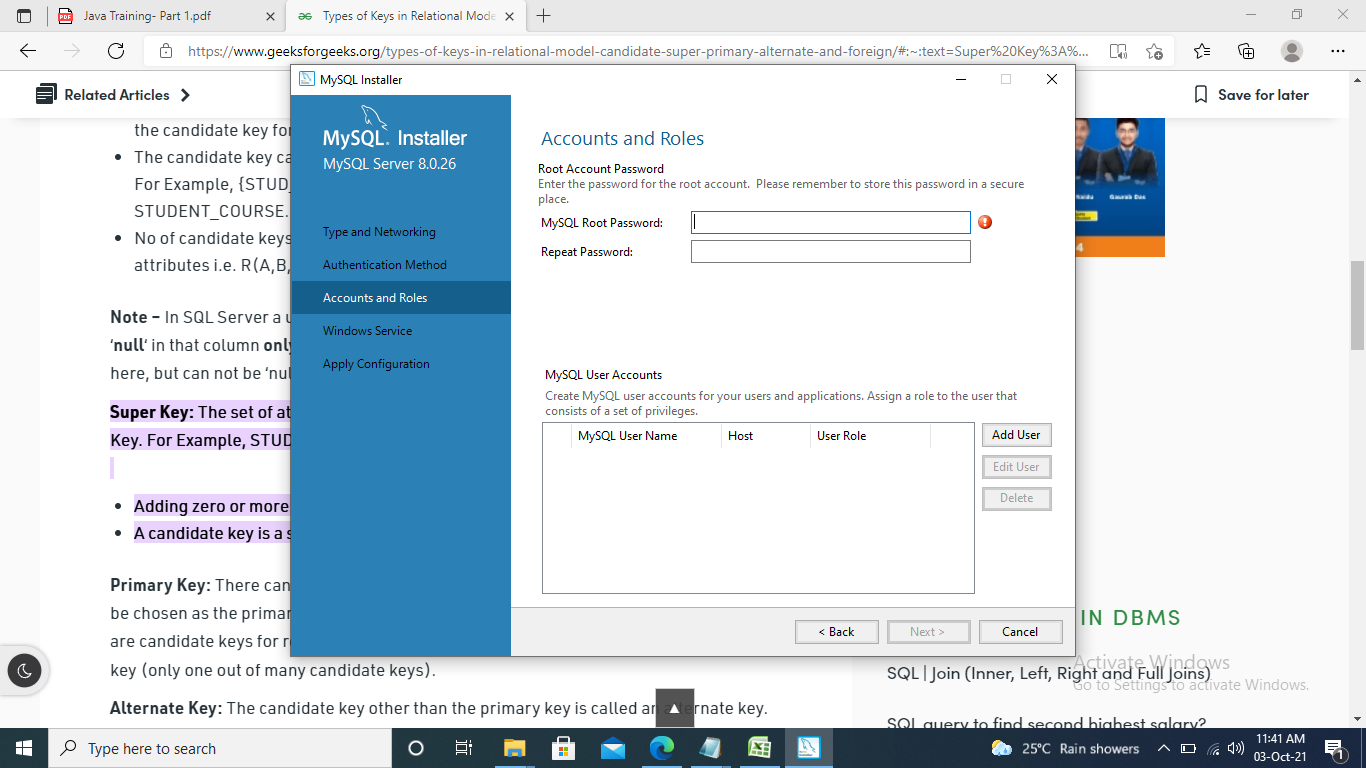 Java Training- Part 1.pdf
Types of Keys in Relational Mode
https://www.geeksforgeeks.org/types-of-keys-in-relational-model-candidate-super-primary-alternate-and-foreign/#:~:text=Super%20Key%3A%...
Related Articles
Save for later
MySQL Installer
MySQL. Installer
MySQL Server 8.0.26
Type and Networking
Authentication Method
Accounts and Roles
Windows Service
Apply Configuration
Accounts and Roles
Root Account Password
Enter the password for the root account. Please remember to store this password in a secure
place.
MySQL Root Password:
Repeat Password:
MySQL User Accounts
Create MySQL user accounts for your users and applications. Assign a role to the user that
consists of a set of privileges.
MySQL User Name Host User Role
Add User
Edit User
Delete
< Back Next > Cancel
the candidate key for
The candidate key ca
For Example, {STUD_
STUDENT_COURSE.
No of candidate keys
attributes i.e. R(A,B,
Note – In SQL Server a u
‘null‘ in that column only
here, but can not be ‘nul
Super Key: The set of at
Key. For Example, STUD
Adding zero or more
A candidate key is a s
Primary Key: There can
be chosen as the primar
are candidate keys for re
key (only one out of many candidate keys).
Alternate Key: The candidate key other than the primary key is called an alternate key.
Gaurab Das
4
IN DBMS
SQL | Join (Inner, Left, Right and Full Joins)
SQL query to find second highest salary?
Activate Windows
Go to Settings to activate Windows.
Type here to search
25°C Rain showers
11:41 AM
03-Oct-21
1